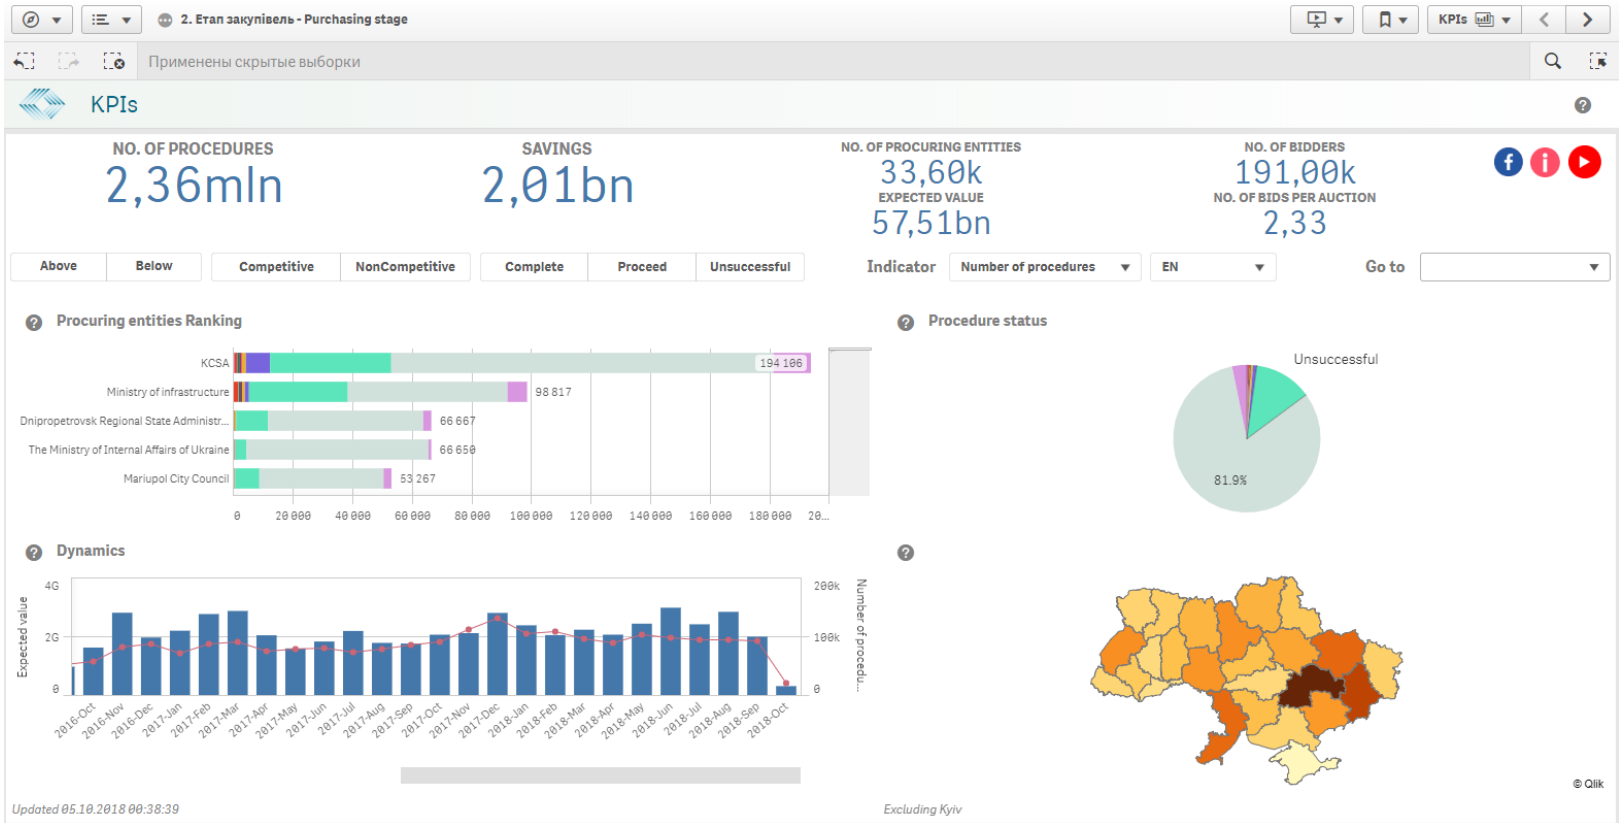 2. Етап закупівель - Purchasing stage
KPIs
Применены скрытые выборки
KPIs
NO. OF PROCEDURES
2,36mln
SAVINGS
2,01bn
NO. OF PROCURING ENTITIES
33,60k
EXPECTED VALUE
57,51bn
NO. OF BIDDERS
191,00k
NO. OF BIDS PER AUCTION
2,33
Above Below Competitive NonCompetitive Complete Proceed Unsuccessful
Indicator Number of procedures EN Go to
Procuring entities Ranking
KCSA 194 106
Ministry of infrastructure 98 817
Dnipropetrovsk Regional State Administr... 66 667
The Ministry of Internal Affairs of Ukraine 66 650
Mariupol City Council 53 267
0 20 000 40 000 60 000 80 000 100 000 120 000 140 000 160 000 180 000 20...
Procedure status
Unsuccessful
81.9%
Dynamics
Expected value
4G
2G
0
200k
100k
0
Number of procedu...
2016-Oct 2016-Nov 2016-Dec 2017-Jan 2017-Feb 2017-Mar 2017-Apr 2017-May 2017-Jun 2017-Jul 2017-Aug 2017-Sep 2017-Oct 2017-Nov 2017-Dec 2018-Jan 2018-Feb 2018-Mar 2018-Apr 2018-May 2018-Jun 2018-Jul 2018-Aug 2018-Sep 2018-Oct
© Qlik
Updated 05.10.2018 00:38:39
Excluding Kyiv